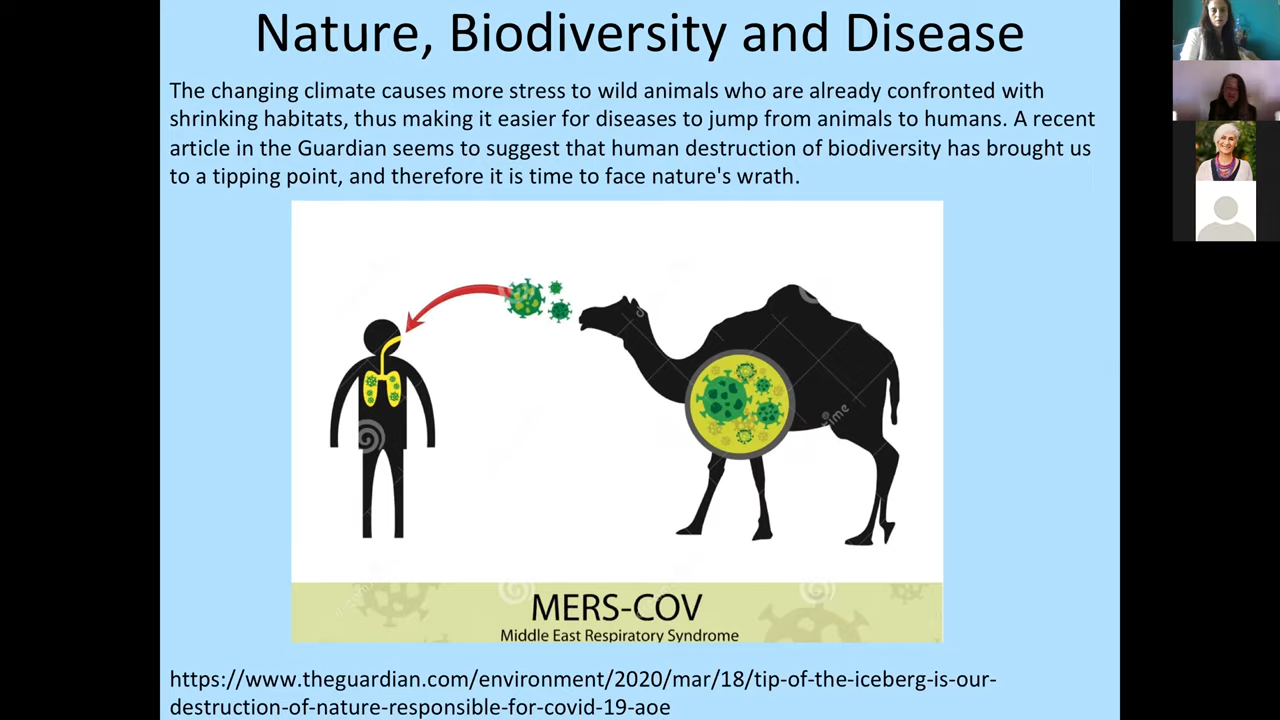 Nature, Biodiversity and Disease
The changing climate causes more stress to wild animals who are already confronted with
shrinking habitats, thus making it easier for diseases to jump from animals to humans. A recent
article in the Guardian seems to suggest that human destruction of biodiversity has brought us
to a tipping point, and therefore it is time to face nature's wrath.
time
MERS-COV
Middle East Respiratory Syndrome
https://www.theguardian.com/environment/2020/mar/18/tip-of-the-iceberg-is-our-
destruction-of-nature-responsible-for-covid-19-aoe